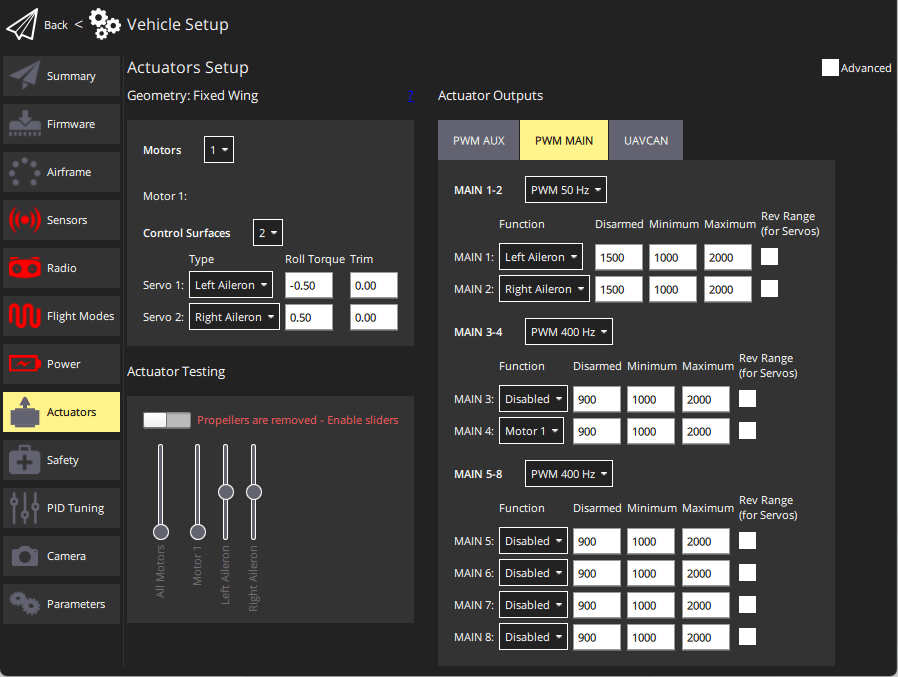 Back < Vehicle Setup
Summary
Firmware
Airframe
Sensors
Radio
Flight Modes
Power
Actuators
Safety
PID Tuning
Camera
Parameters
Actuators Setup
Advanced
Geometry: Fixed Wing ?
Motors 1
Motor 1:
Control Surfaces 2
Type Roll Torque Trim
Servo 1: Left Aileron -0.50 0.00
Servo 2: Right Aileron 0.50 0.00
Actuator Testing
Propellers are removed - Enable sliders
All Motors
Motor 1
Left Aileron
Right Aileron
Actuator Outputs
PWM AUX PWM MAIN UAVCAN
MAIN 1-2 PWM 50 Hz
Function Disarmed Minimum Maximum Rev Range
(for Servos)
MAIN 1: Left Aileron 1500 1000 2000
MAIN 2: Right Aileron 1500 1000 2000
MAIN 3-4 PWM 400 Hz
Function Disarmed Minimum Maximum Rev Range
(for Servos)
MAIN 3: Disabled 900 1000 2000
MAIN 4: Motor 1 900 1000 2000
MAIN 5-8 PWM 400 Hz
Function Disarmed Minimum Maximum Rev Range
(for Servos)
MAIN 5: Disabled 900 1000 2000
MAIN 6: Disabled 900 1000 2000
MAIN 7: Disabled 900 1000 2000
MAIN 8: Disabled 900 1000 2000